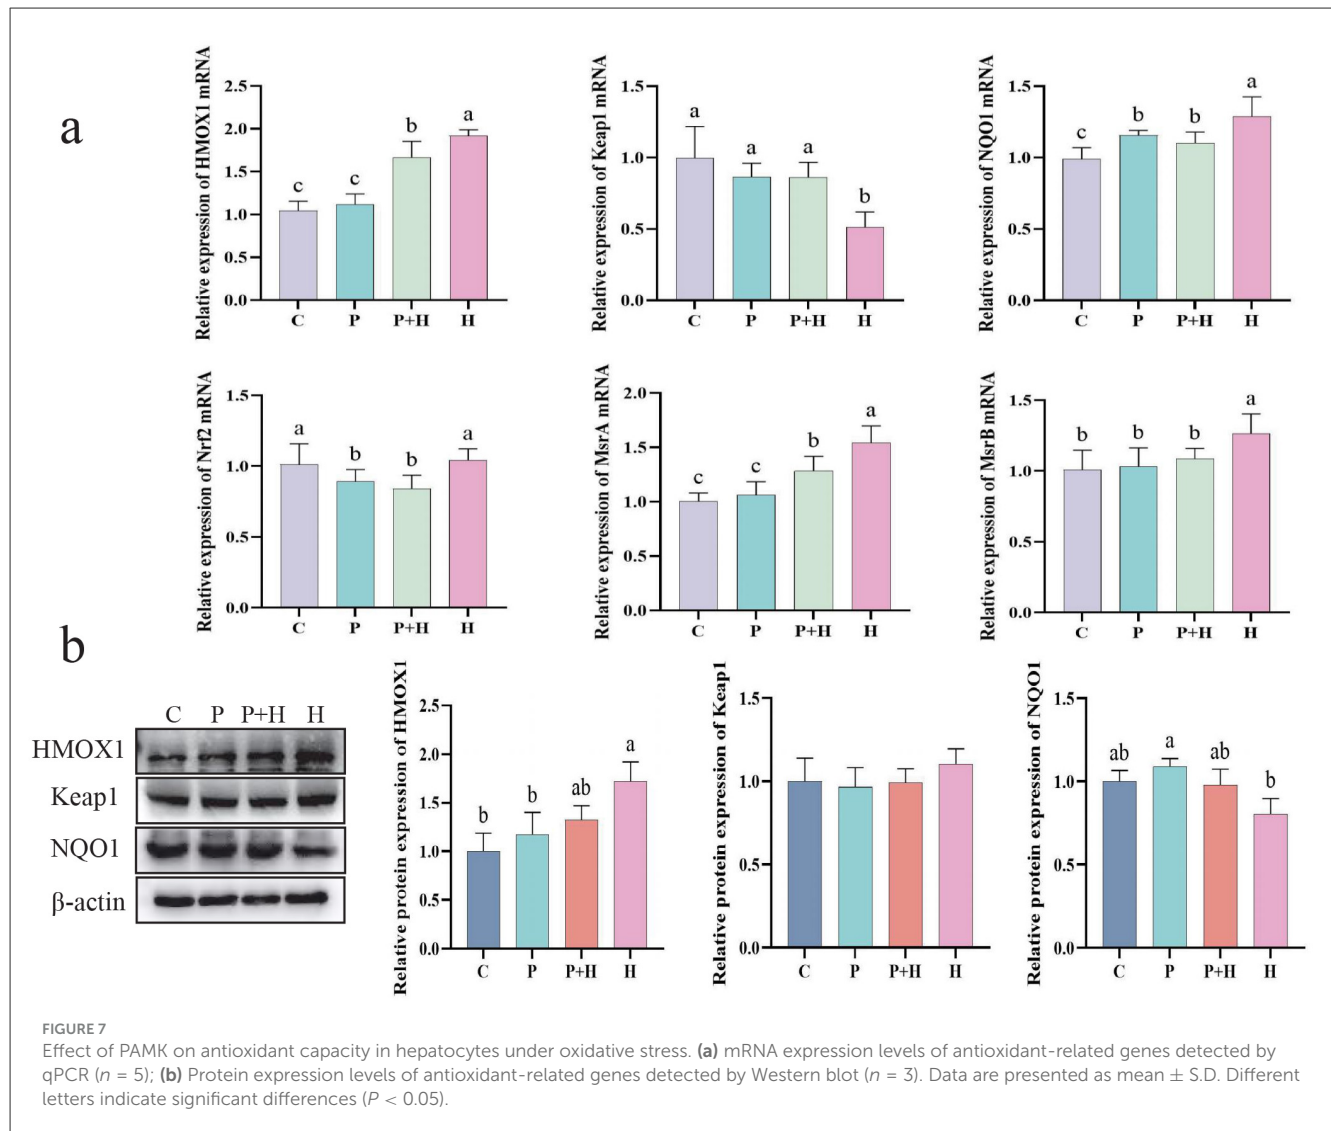 a
Relative expression of HMOX1 mRNA
2.5
2.0
1.5
1.0
0.5
0.0
c
c
b
a
C P P+H H
Relative expression of Keap1 mRNA
1.5
1.0
0.5
0.0
a
a
a
b
C P P+H H
Relative expression of NQO1 mRNA
1.5
1.0
0.5
0.0
c
b
b
a
C P P+H H
Relative expression of Nrf2 mRNA
1.5
1.0
0.5
0.0
a
b
b
a
C P P+H H
Relative expression of MsrA mRNA
2.0
1.5
1.0
0.5
0.0
c
c
b
a
C P P+H H
Relative expression of MsrB mRNA
1.5
1.0
0.5
0.0
b
b
b
a
C P P+H H
b
C P P+H H
HMOX1
Keap1
NQO1
β-actin
Relative protein expression of HMOX1
2.5
2.0
1.5
1.0
0.5
0.0
b
b
ab
a
C P P+H H
Relative protein expression of Keap1
1.5
1.0
0.5
0.0
C P P+H H
Relative protein expression of NQO1
1.5
1.0
0.5
0.0
ab
a
ab
b
C P P+H H
FIGURE 7
Effect of PAMK on antioxidant capacity in hepatocytes under oxidative stress. (a) mRNA expression levels of antioxidant-related genes detected by
qPCR (n = 5); (b) Protein expression levels of antioxidant-related genes detected by Western blot (n = 3). Data are presented as mean ± S.D. Different
letters indicate significant differences (P < 0.05).